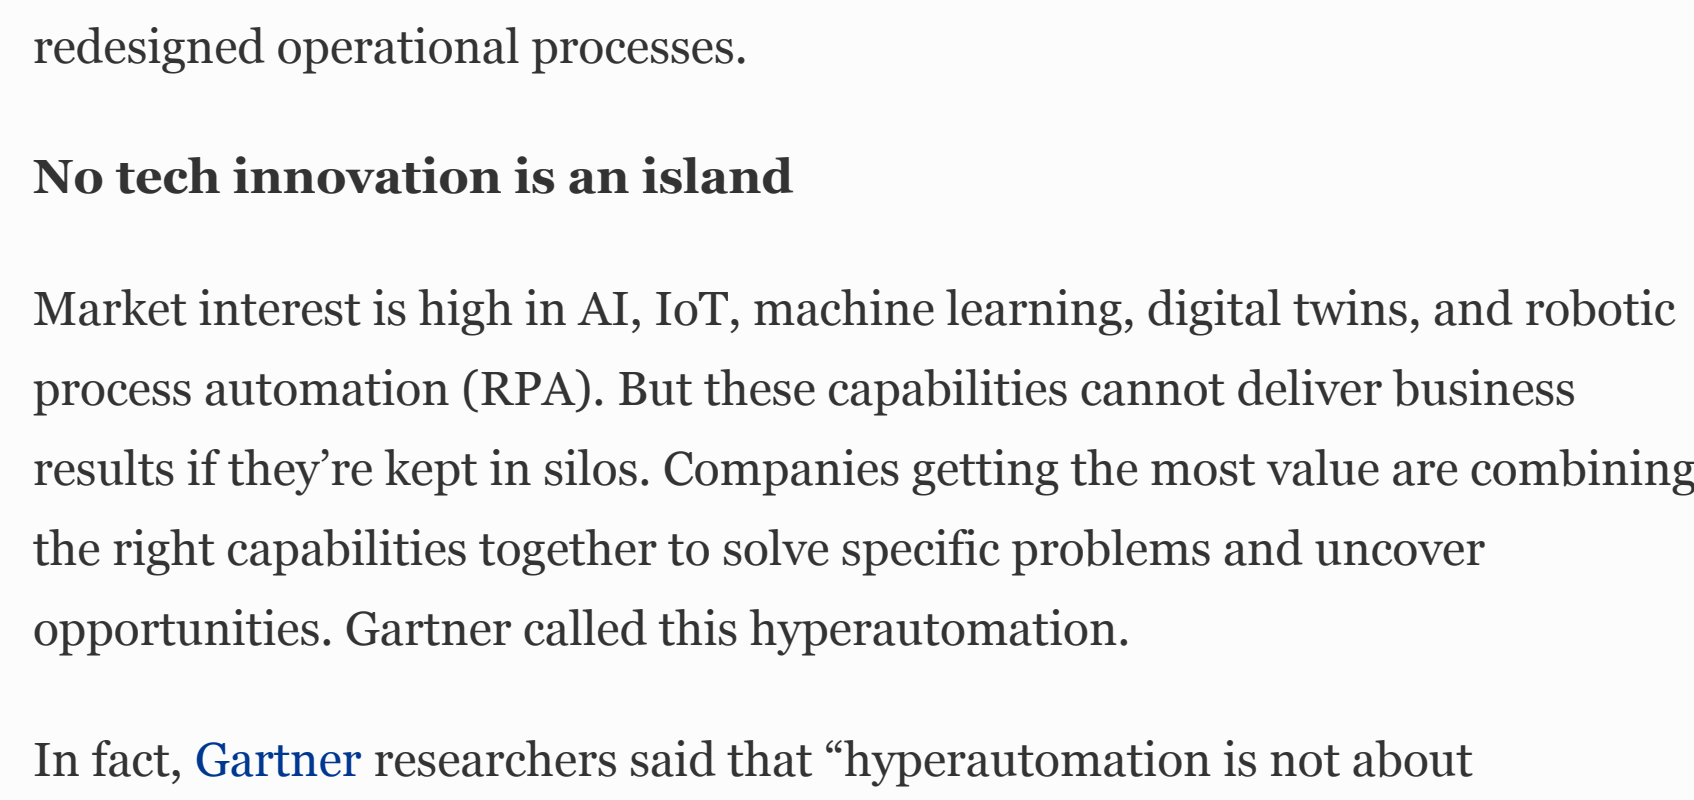 redesigned operational processes.
No tech innovation is an island
Market interest is high in AI, IoT, machine learning, digital twins, and robotic
process automation (RPA). But these capabilities cannot deliver business
results if they’re kept in silos. Companies getting the most value are combining
the right capabilities together to solve specific problems and uncover
opportunities. Gartner called this hyperautomation.
In fact, Gartner researchers said that “hyperautomation is not about